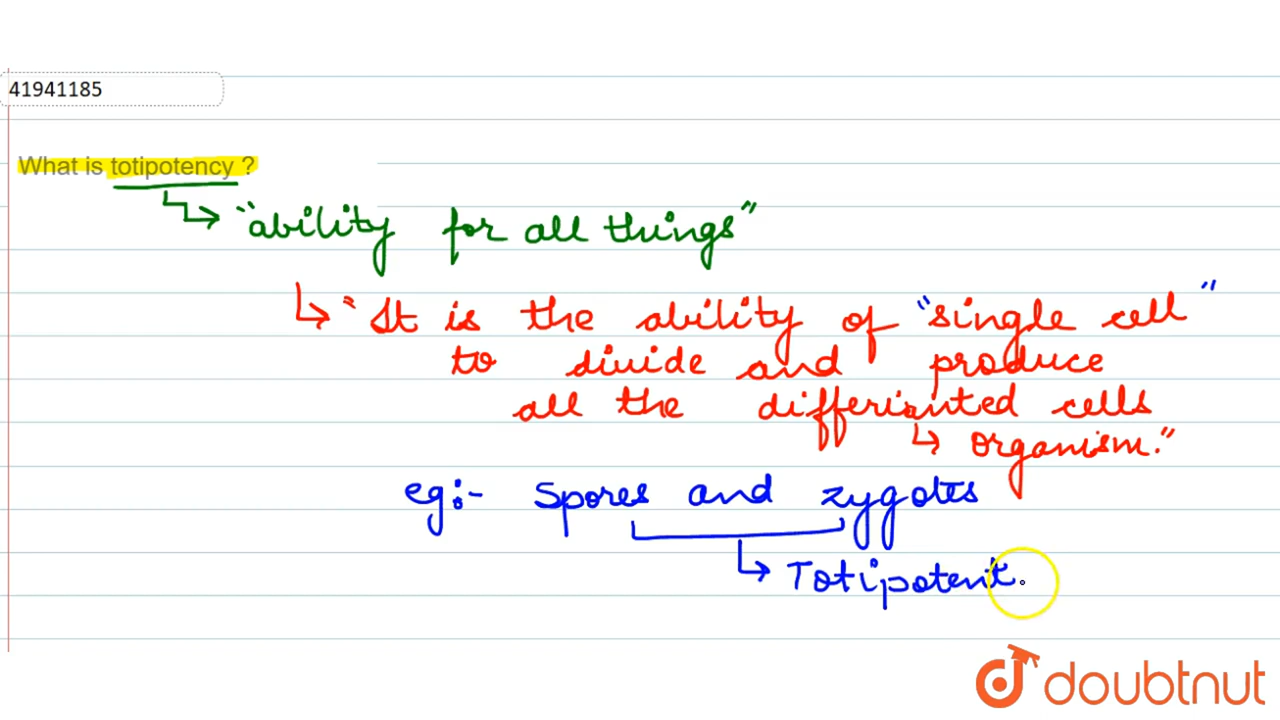 41941185
What is totipotency ?
"ability for all things"
"It is the ability of "single cell"
to divide and produce
all the differianted cells
organism."
eg:- Spores and zygotes
Totipotent.
doubtnut